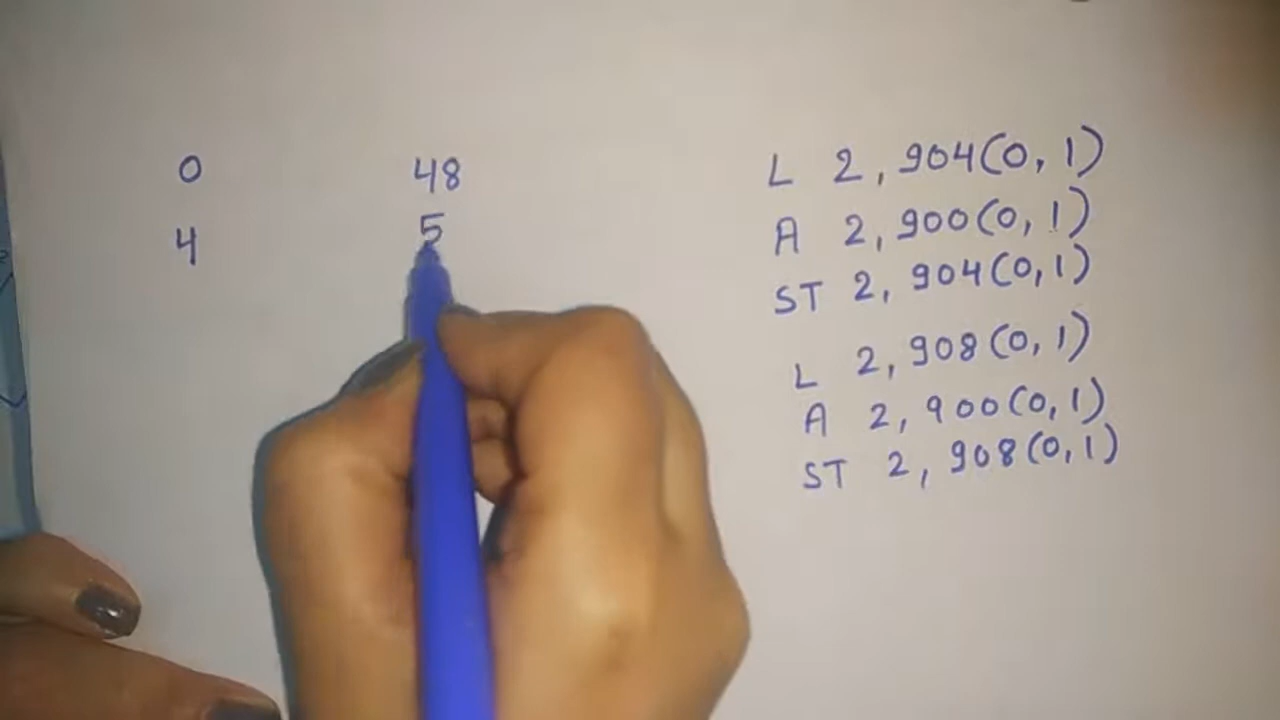 0 48 L 2,904(0,1)
4 5 A 2,900(0,1)
ST 2,904(0,1)
L 2,908(0,1)
A 2,900(0,1)
ST 2,908(0,1)